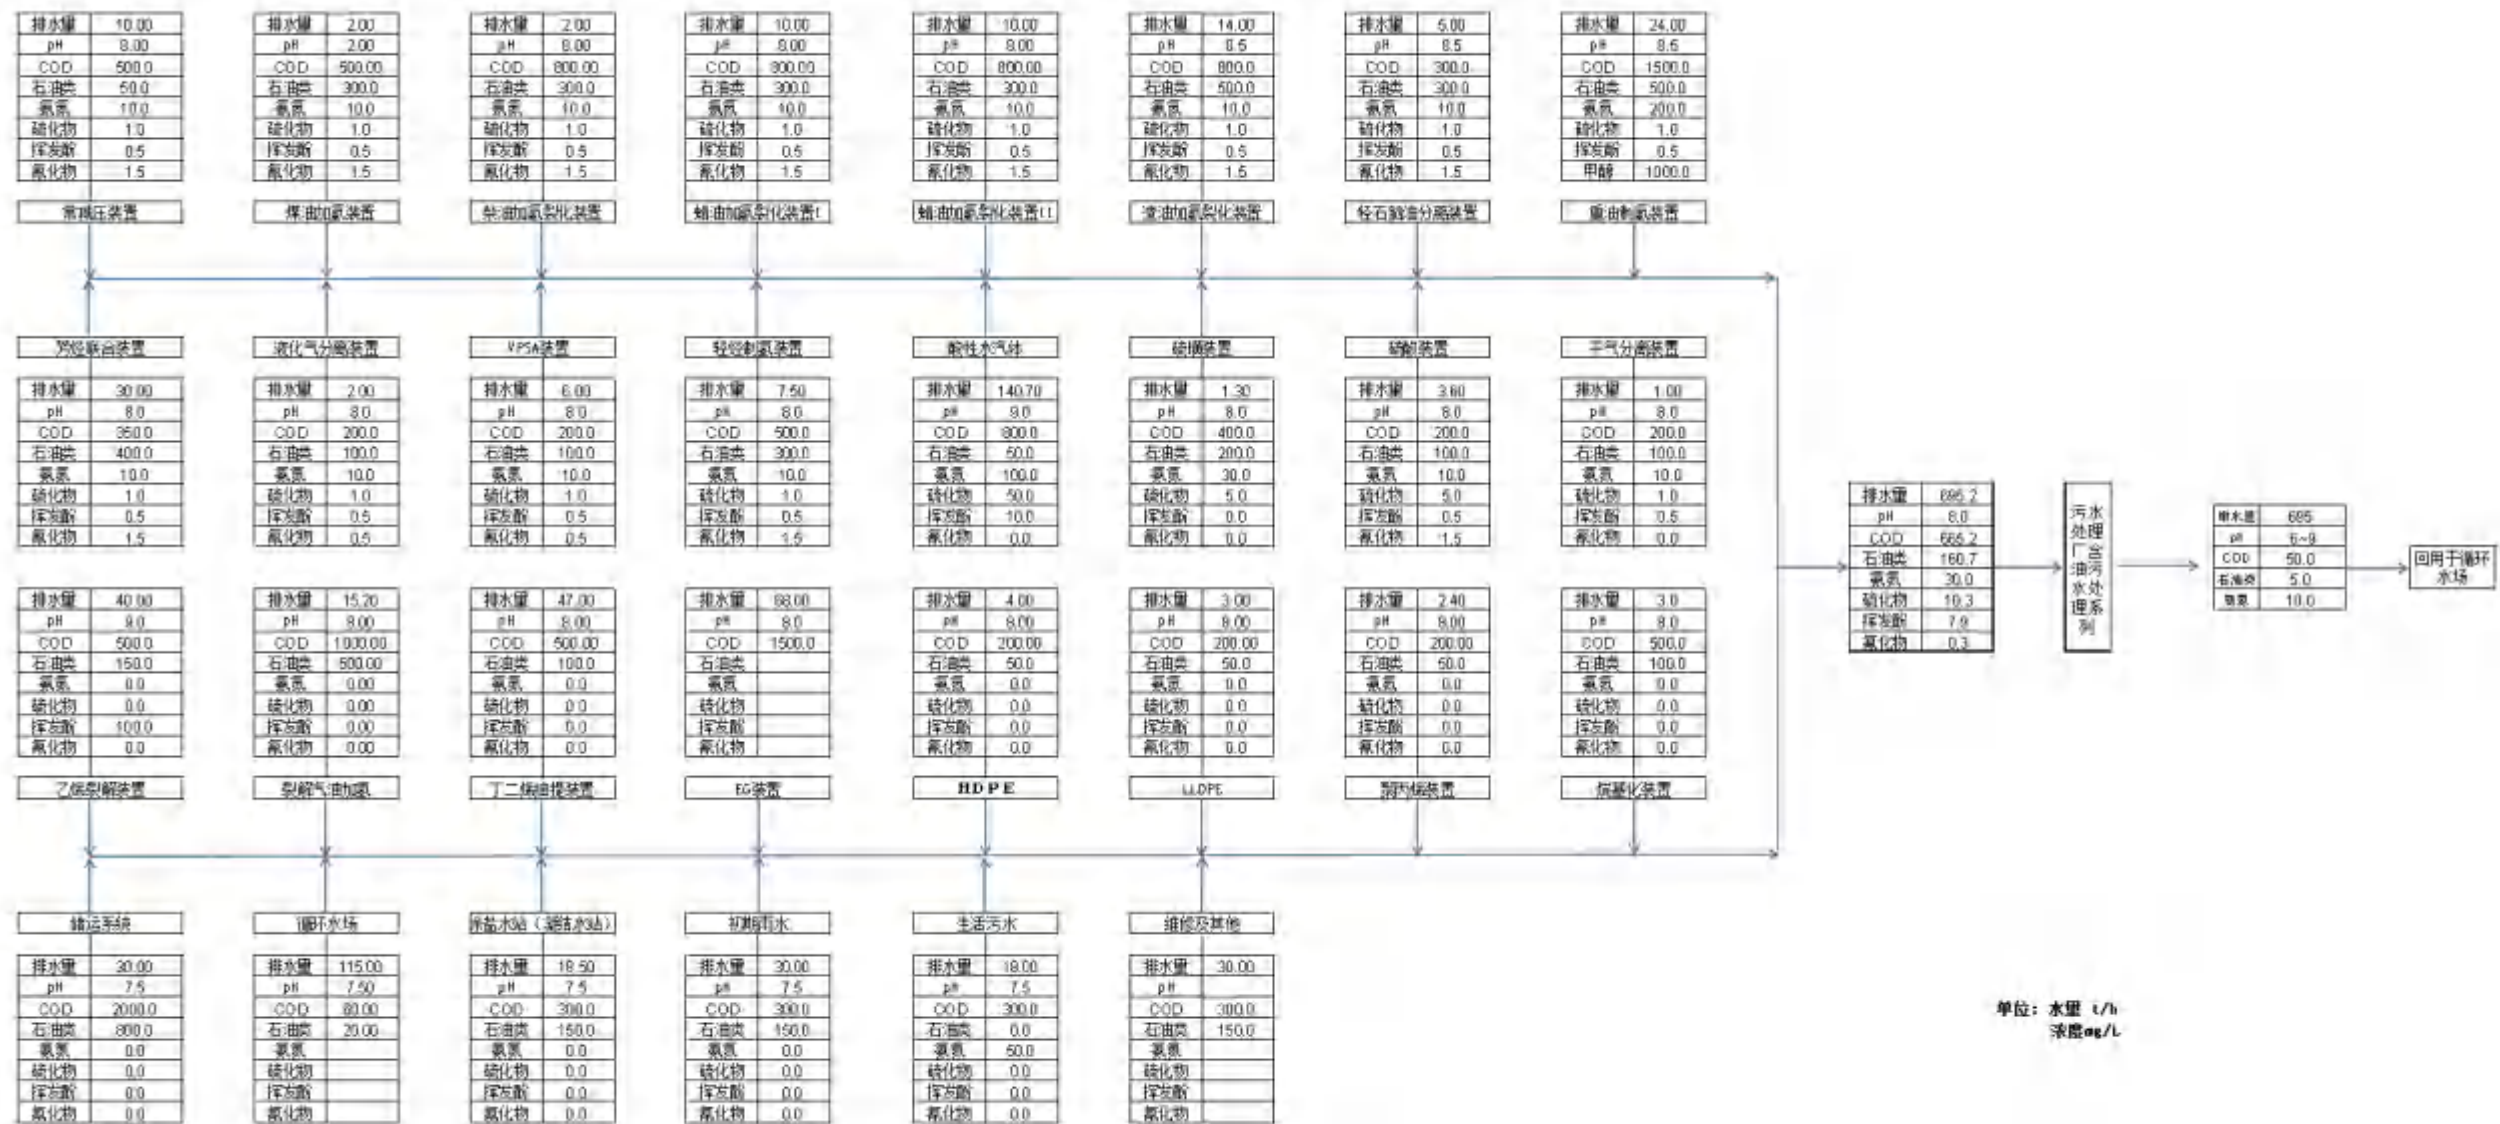 排水量 10.00
pH 8.00
COD 500.0
石油类 50.0
氨氮 10.0
硫化物 1.0
挥发酚 0.5
氰化物 1.5
常减压装置
排水量 2.00
pH 2.00
COD 500.00
石油类 300.0
氨氮 10.0
硫化物 1.0
挥发酚 0.5
氰化物 1.5
煤油加氢装置
排水量 2.00
pH 8.00
COD 800.00
石油类 300.0
氨氮 10.0
硫化物 1.0
挥发酚 0.5
氰化物 1.5
柴油加氢裂化装置
排水量 10.00
pH 8.00
COD 800.00
石油类 300.0
氨氮 10.0
硫化物 1.0
挥发酚 0.5
氰化物 1.5
蜡油加氢裂化装置I
排水量 10.00
pH 8.00
COD 800.00
石油类 300.0
氨氮 10.0
硫化物 1.0
挥发酚 0.5
氰化物 1.5
蜡油加氢裂化装置II
排水量 14.00
pH 8.5
COD 800.0
石油类 500.0
氨氮 10.0
硫化物 1.0
挥发酚 0.5
氰化物 1.5
渣油加氢裂化装置
排水量 5.00
pH 8.5
COD 300.0
石油类 300.0
氨氮 10.0
硫化物 1.0
挥发酚 0.5
氰化物 1.5
轻石脑油分离装置
排水量 24.00
pH 8.5
COD 1500.0
石油类 500.0
氨氮 200.0
硫化物 1.0
挥发酚 0.5
甲醇 1000.0
重油制氢装置
芳烃联合装置
排水量 30.00
pH 8.0
COD 350.0
石油类 400.0
氨氮 10.0
硫化物 1.0
挥发酚 0.5
氰化物 1.5
液化气分离装置
排水量 2.00
pH 8.0
COD 200.0
石油类 100.0
氨氮 10.0
硫化物 1.0
挥发酚 0.5
氰化物 0.5
VPSA装置
排水量 6.00
pH 8.0
COD 200.0
石油类 100.0
氨氮 10.0
硫化物 1.0
挥发酚 0.5
氰化物 0.5
轻烃制氢装置
排水量 7.50
pH 8.0
COD 500.0
石油类 300.0
氨氮 10.0
硫化物 1.0
挥发酚 0.5
氰化物 1.5
酸性水气体
排水量 140.70
pH 9.0
COD 800.0
石油类 50.0
氨氮 100.0
硫化物 50.0
挥发酚 10.0
氰化物 0.0
硫磺装置
排水量 1.30
pH 8.0
COD 400.0
石油类 200.0
氨氮 30.0
硫化物 5.0
挥发酚 0.0
氰化物 0.0
硫酸装置
排水量 3.60
pH 8.0
COD 200.0
石油类 100.0
氨氮 10.0
硫化物 5.0
挥发酚 0.5
氰化物 1.5
干气分离装置
排水量 1.00
pH 8.0
COD 200.0
石油类 100.0
氨氮 10.0
硫化物 1.0
挥发酚 0.5
氰化物 0.0
排水量 40.00
pH 9.0
COD 500.0
石油类 150.0
氨氮 0.0
硫化物 0.0
挥发酚 100.0
氰化物 0.0
乙烯裂解装置
排水量 15.20
pH 8.00
COD 1000.00
石油类 500.00
氨氮 0.00
硫化物 0.00
挥发酚 0.00
氰化物 0.00
裂解气油加氢
排水量 47.00
pH 8.00
COD 500.00
石油类 100.0
氨氮 0.0
硫化物 0.0
挥发酚 0.0
氰化物 0.0
丁二烯抽提装置
排水量 68.00
pH 8.0
COD 1500.0
石油类
氨氮
硫化物
挥发酚
氰化物
EG装置
排水量 4.00
pH 8.00
COD 200.00
石油类 50.0
氨氮 0.0
硫化物 0.0
挥发酚 0.0
氰化物 0.0
HDPE
排水量 3.00
pH 8.00
COD 200.00
石油类 50.0
氨氮 0.0
硫化物 0.0
挥发酚 0.0
氰化物 0.0
LLDPE
排水量 2.40
pH 8.00
COD 200.00
石油类 50.0
氨氮 0.0
硫化物 0.0
挥发酚 0.0
氰化物 0.0
聚丙烯装置
排水量 3.0
pH 8.0
COD 500.0
石油类 100.0
氨氮 0.0
硫化物 0.0
挥发酚 0.0
氰化物 0.0
烷基化装置
储运系统
排水量 30.00
pH 7.5
COD 2000.0
石油类 800.0
氨氮 0.0
硫化物 0.0
挥发酚 0.0
氰化物 0.0
循环水场
排水量 115.00
pH 7.50
COD 60.00
石油类 20.00
氨氮
硫化物
挥发酚
氰化物
除盐水站（凝结水站）
排水量 18.50
pH 7.5
COD 300.0
石油类 150.0
氨氮 0.0
硫化物 0.0
挥发酚 0.0
氰化物 0.0
初期雨水
排水量 30.00
pH 7.5
COD 300.0
石油类 150.0
氨氮 0.0
硫化物 0.0
挥发酚 0.0
氰化物 0.0
生活污水
排水量 18.00
pH 7.5
COD 300.0
石油类 0.0
氨氮 50.0
硫化物 0.0
挥发酚 0.0
氰化物 0.0
维修及其他
排水量 30.00
pH
COD 300.0
石油类 150.0
氨氮
硫化物
挥发酚
氰化物
排水量 695.2
pH 8.0
COD 665.2
石油类 160.7
氨氮 30.0
硫化物 10.3
挥发酚 7.9
氰化物 0.3
污水
处理
厂含
油污
水处
理系
列
排水量 695
pH 6~9
COD 50.0
石油类 5.0
氨氮 10.0
回用于循环
水场
单位：水量 t/h
浓度mg/L